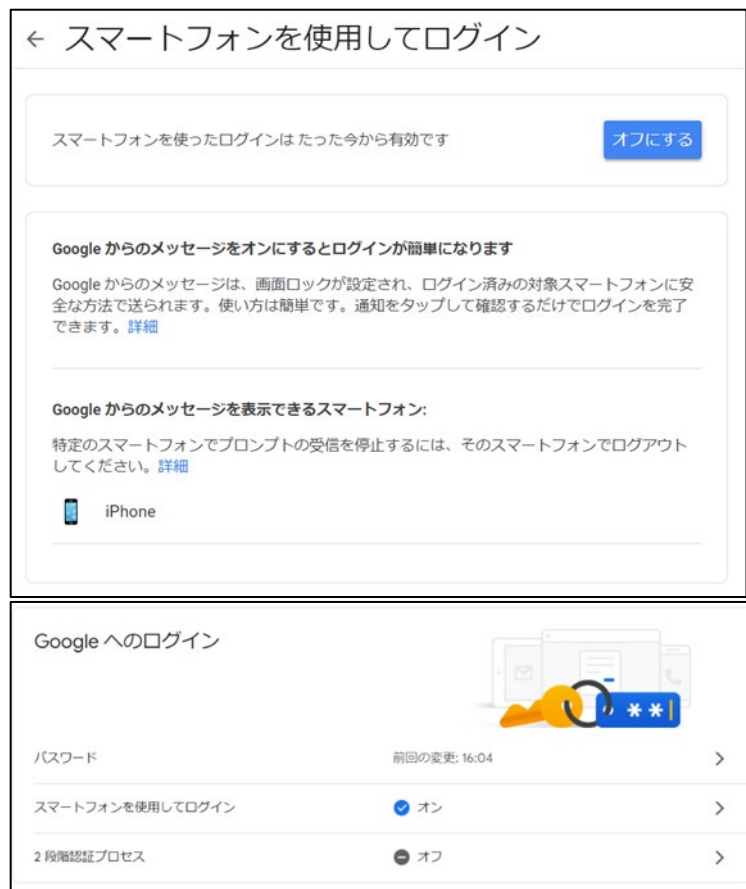 ← スマートフォンを使用してログイン
スマートフォンを使ったログインは たった今から有効です
オフにする
Google からのメッセージをオンにするとログインが簡単になります
Google からのメッセージは、画面ロックが設定され、ログイン済みの対象スマートフォンに安
全な方法で送られます。使い方は簡単です。通知をタップして確認するだけでログインを完了
できます。詳細
Google からのメッセージを表示できるスマートフォン:
特定のスマートフォンでプロンプトの受信を停止するには、そのスマートフォンでログアウト
してください。詳細
iPhone
Google へのログイン
**
パスワード 前回の変更: 16:04
スマートフォンを使用してログイン オン
2 段階認証プロセス オフ